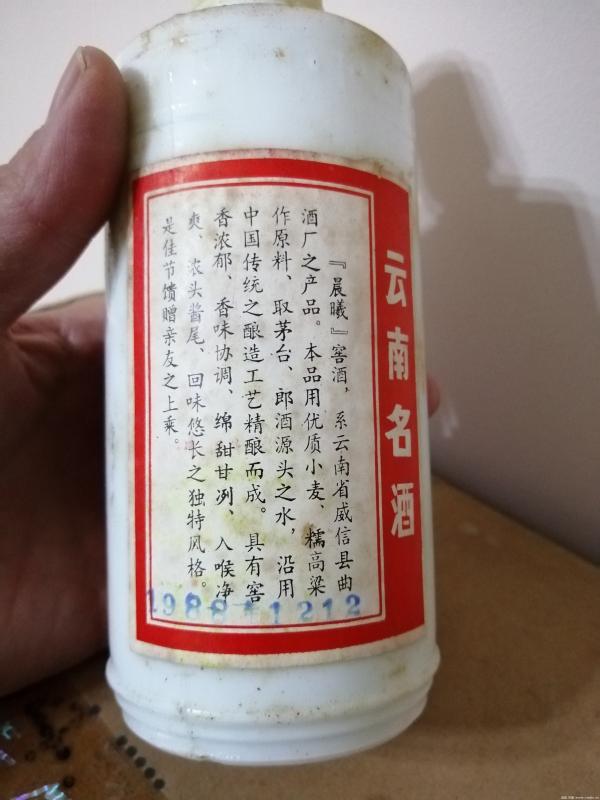 云南名酒
『晨曦』窖酒，系云南省威信县曲
酒厂之产品。本品用优质小麦、糯高粱
作原料、取茅台、郎酒源头之水，沿用
中国传统之酿造工艺精酿而成。具有窖
香浓郁、香味协调、绵甜甘冽、入喉净
爽、浓头酱尾、回味悠长之独特风格。
是佳节馈赠亲友之上乘。
19881212